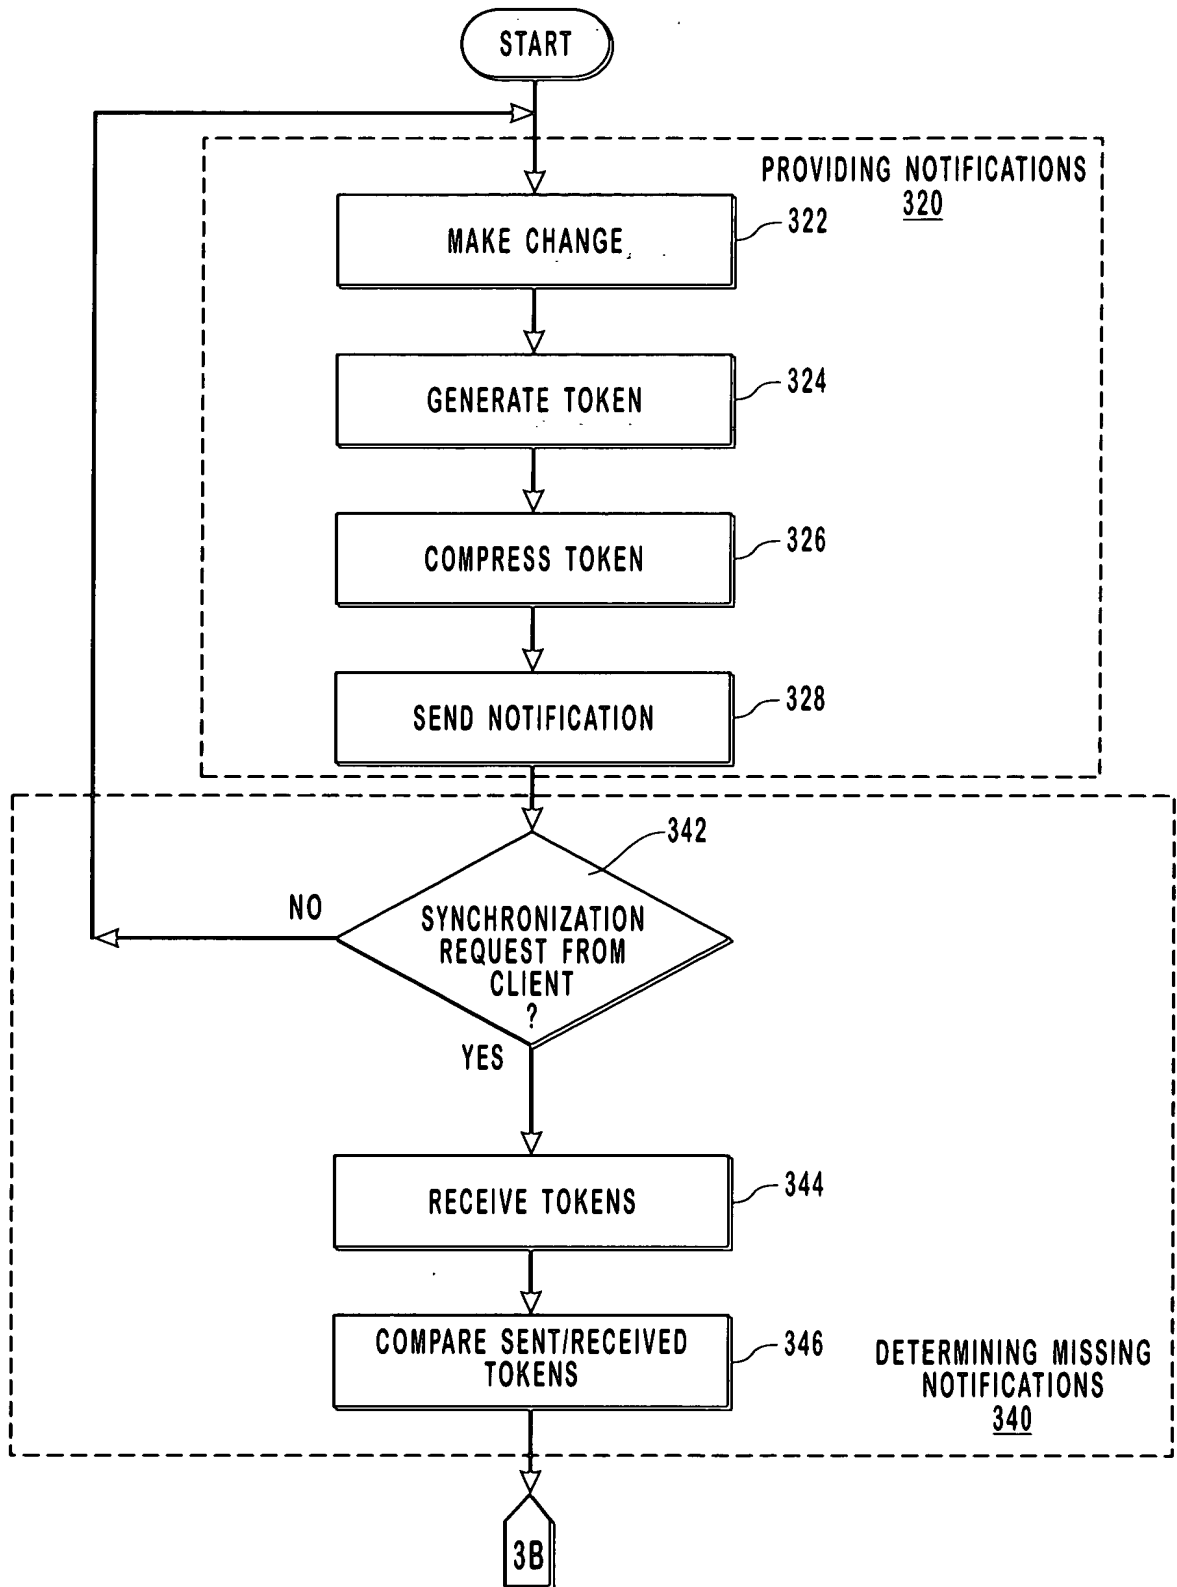 START
PROVIDING NOTIFICATIONS
320
MAKE CHANGE
322
GENERATE TOKEN
324
COMPRESS TOKEN
326
SEND NOTIFICATION
328
342
NO
SYNCHRONIZATION
REQUEST FROM
CLIENT
?
YES
RECEIVE TOKENS
344
COMPARE SENT/RECEIVED
TOKENS
346
DETERMINING MISSING
NOTIFICATIONS
340
3B